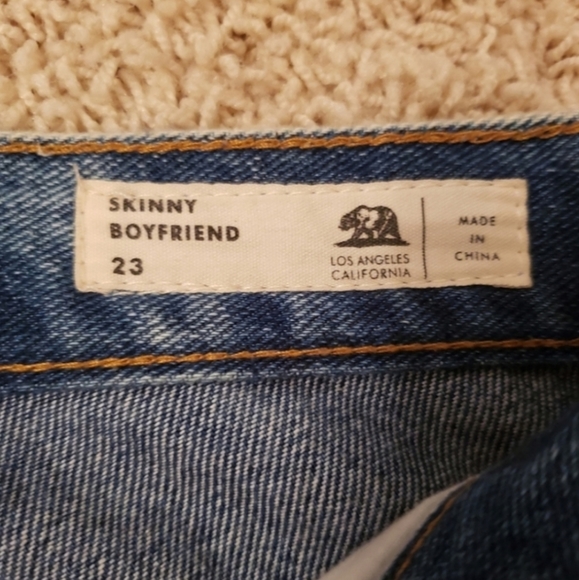 SKINNY
BOYFRIEND
23
LOS ANGELES
CALIFORNIA
MADE
IN
CHINA